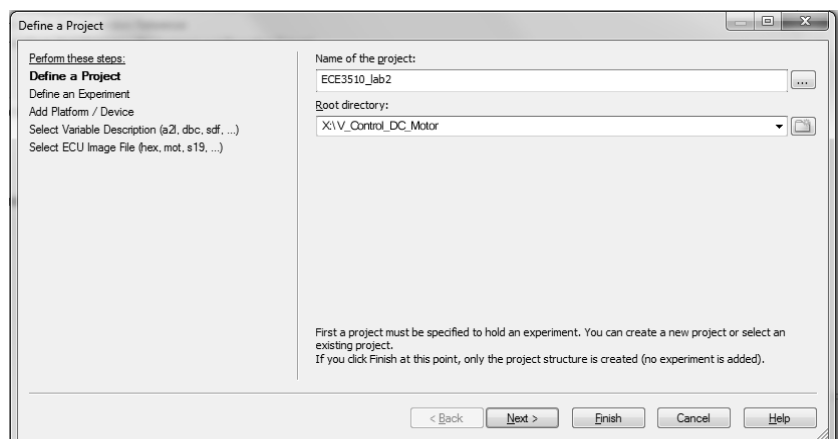 Define a Project
Perform these steps:
Define a Project
Define an Experiment
Add Platform / Device
Select Variable Description (a2l, dbc, sdf, ...)
Select ECU Image File (hex, mot, s19, ...)
Name of the project:
ECE3510_lab2
...
Root directory:
X:\V_Control_DC_Motor
First a project must be specified to hold an experiment. You can create a new project or select an
existing project.
If you click Finish at this point, only the project structure is created (no experiment is added).
< Back
Next >
Finish
Cancel
Help